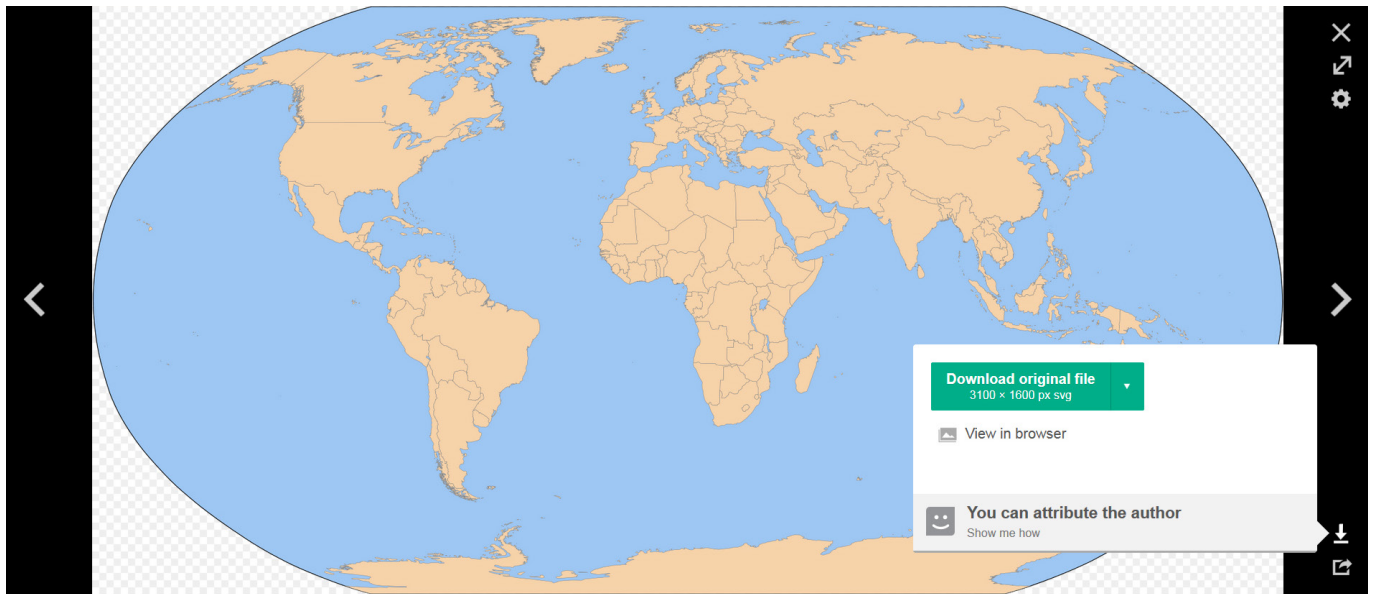 Download original file
3100 × 1600 px svg
View in browser
You can attribute the author
Show me how